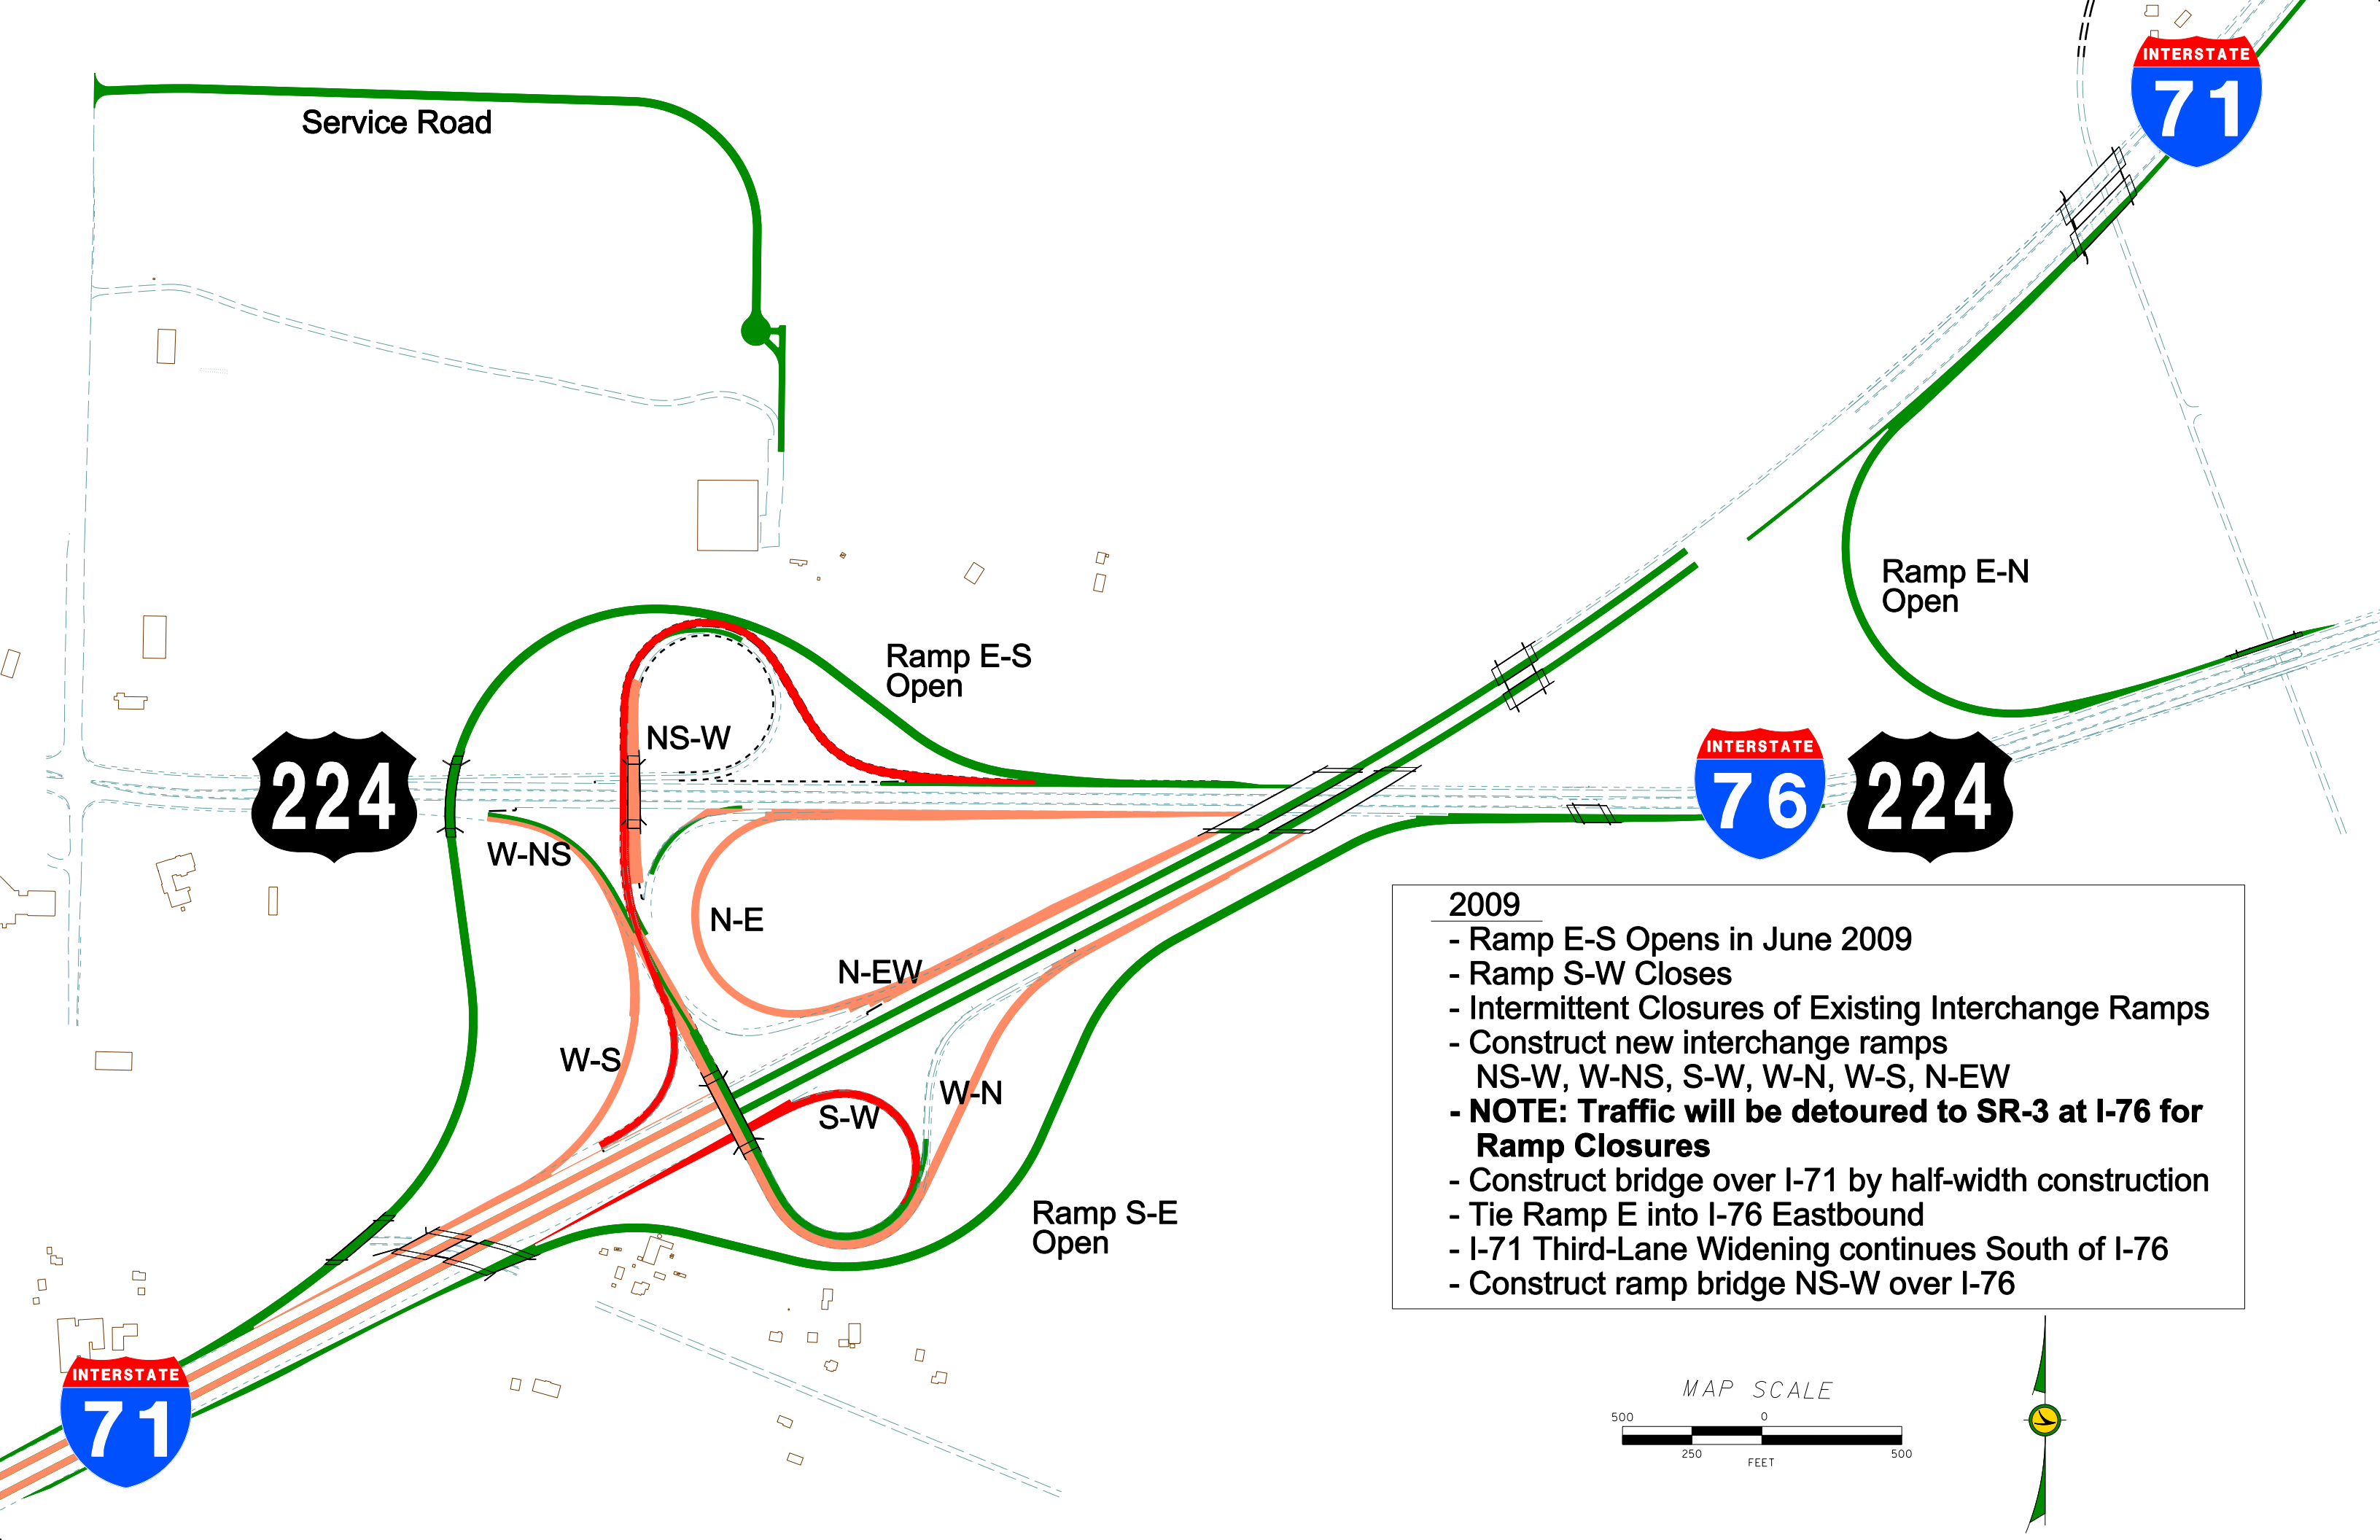 INTERSTATE
71
Service Road
Ramp E-N
Open
Ramp E-S
Open
NS-W
224
INTERSTATE
76
224
W-NS
N-E
N-EW
W-S
W-N
S-W
Ramp S-E
Open
2009
- Ramp E-S Opens in June 2009
- Ramp S-W Closes
- Intermittent Closures of Existing Interchange Ramps
- Construct new interchange ramps
NS-W, W-NS, S-W, W-N, W-S, N-EW
- NOTE: Traffic will be detoured to SR-3 at I-76 for
Ramp Closures
- Construct bridge over I-71 by half-width construction
- Tie Ramp E into I-76 Eastbound
- I-71 Third-Lane Widening continues South of I-76
- Construct ramp bridge NS-W over I-76
INTERSTATE
71
MAP SCALE
500 0
250 500
FEET